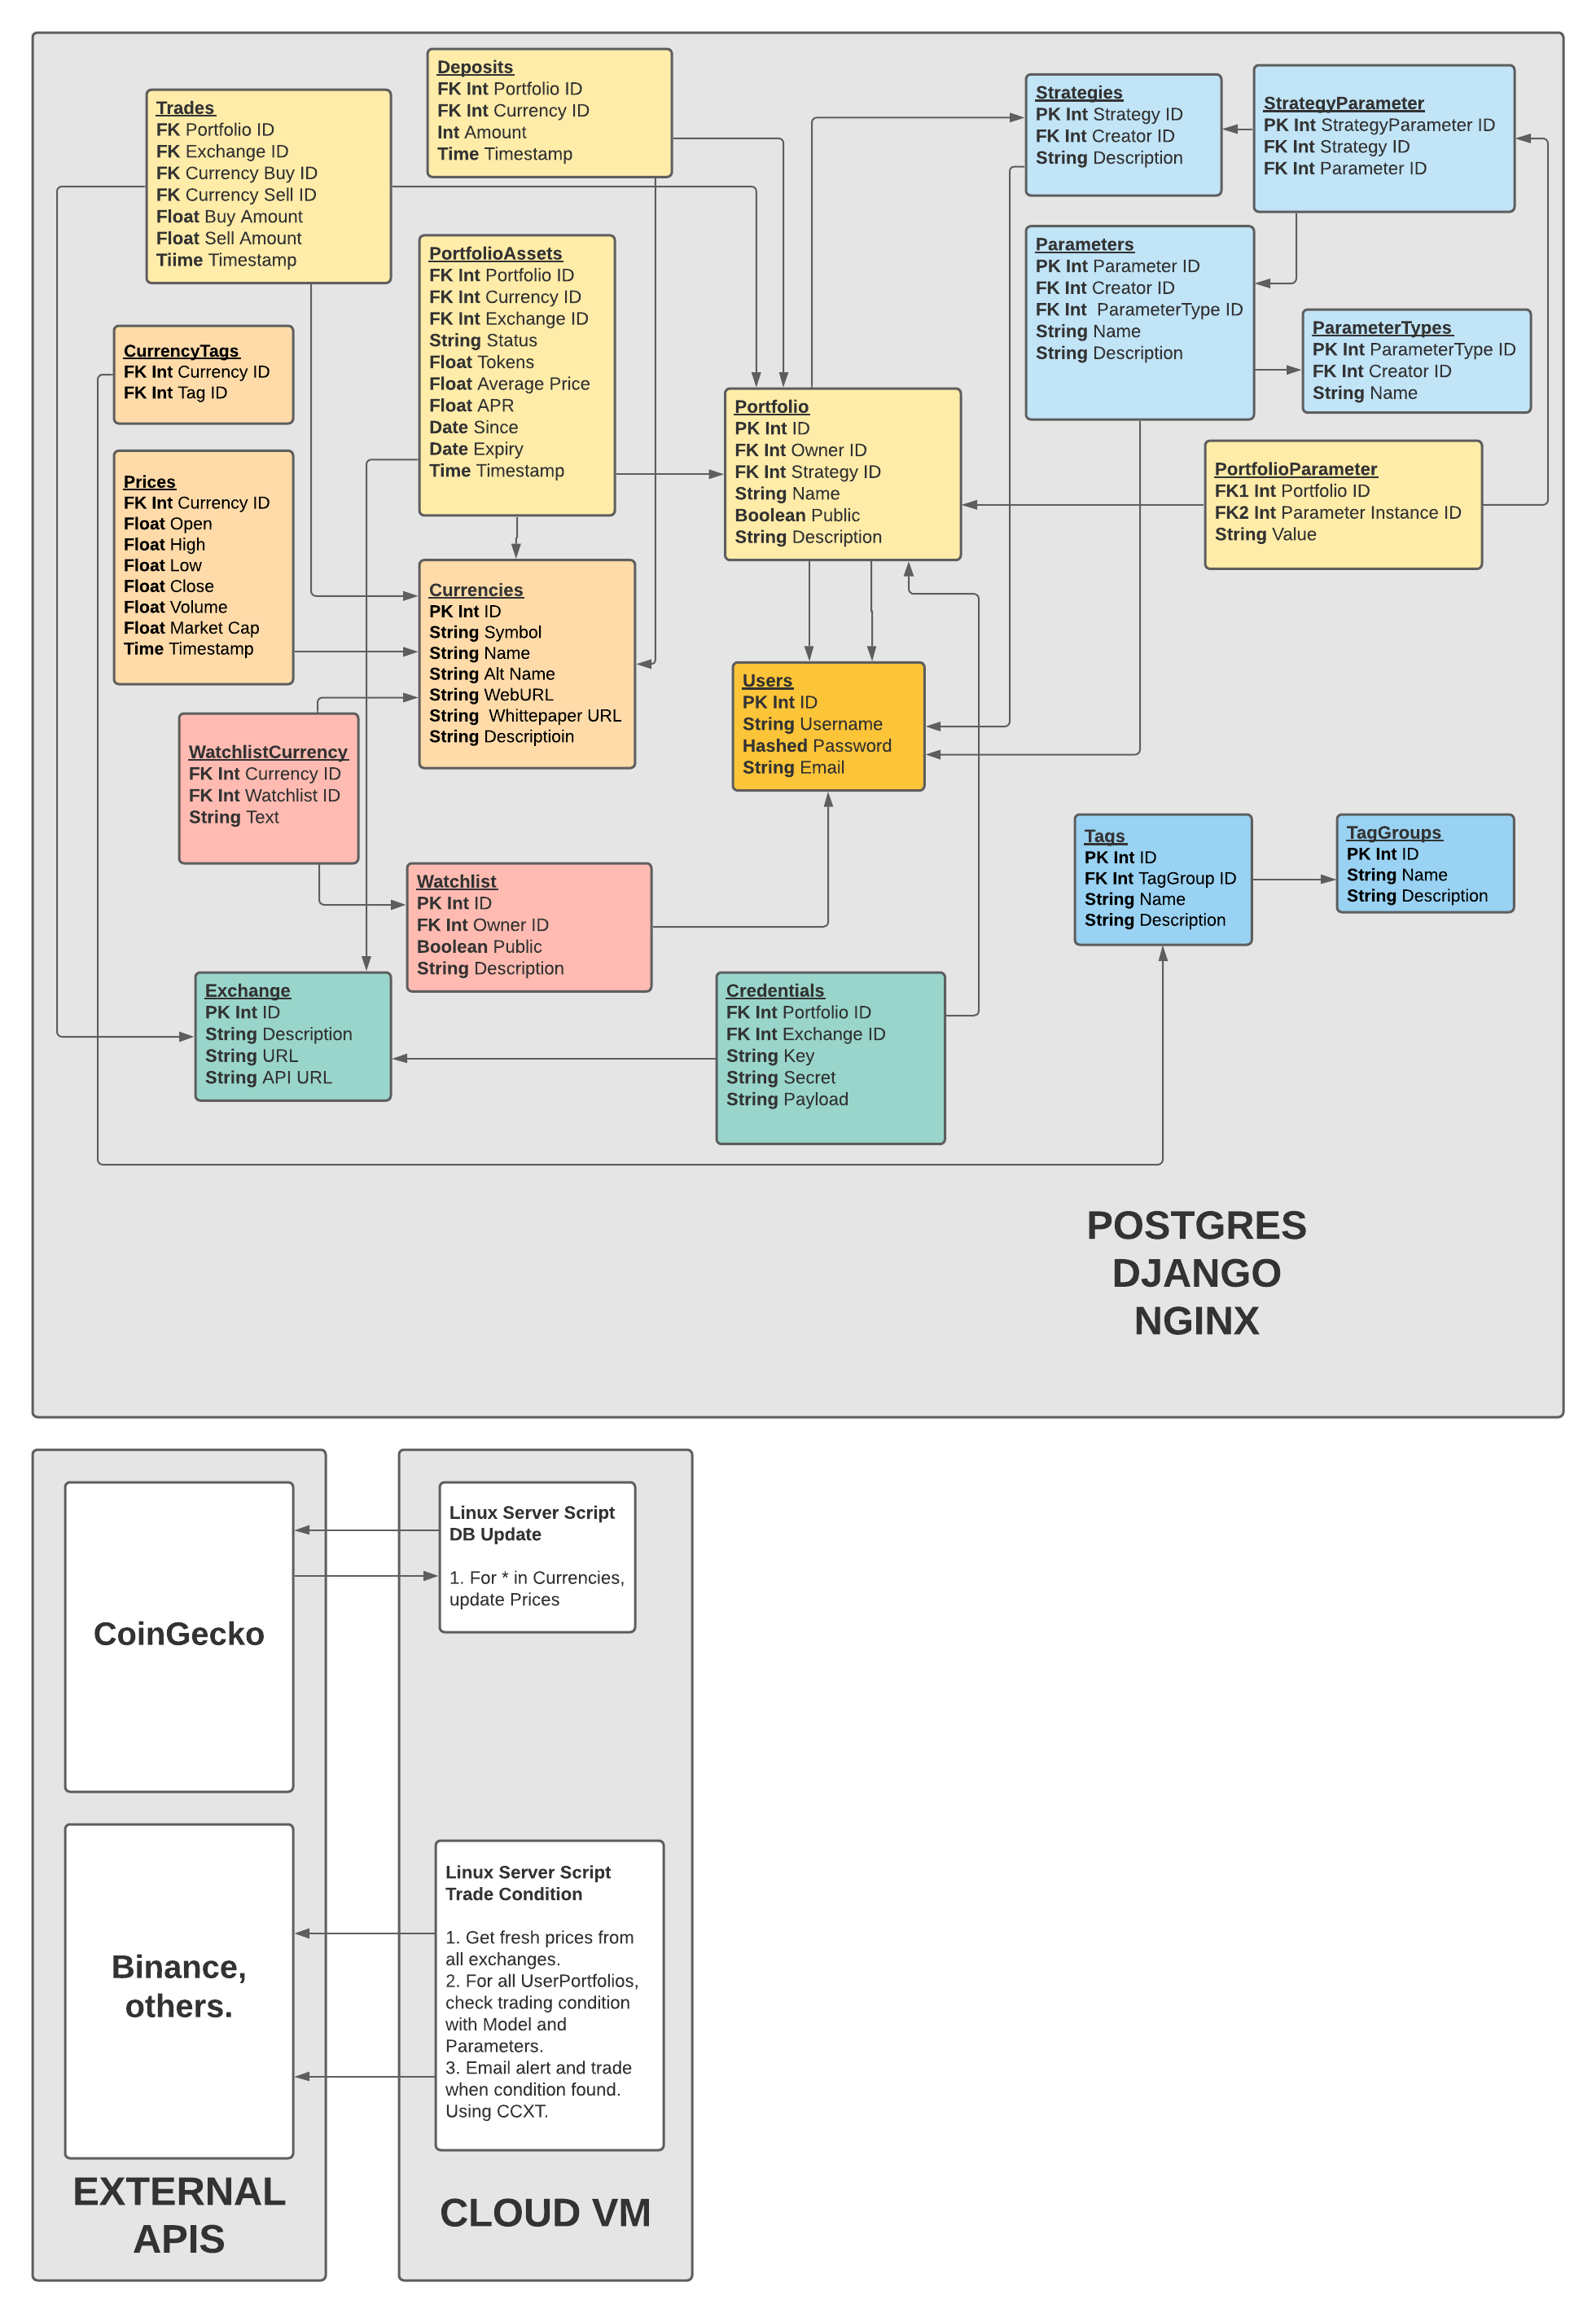 Deposits
FK Int Portfolio ID
FK Int Currency ID
Int Amount
Time Timestamp
Trades
FK Portfolio ID
FK Exchange ID
FK Currency Buy ID
FK Currency Sell ID
Float Buy Amount
Float Sell Amount
Tiime Timestamp
Strategies
PK Int Strategy ID
FK Int Creator ID
String Description
StrategyParameter
PK Int StrategyParameter ID
FK Int Strategy ID
FK Int Parameter ID
PortfolioAssets
FK Int Portfolio ID
FK Int Currency ID
FK Int Exchange ID
String Status
Float Tokens
Float Average Price
Float APR
Date Since
Date Expiry
Time Timestamp
Parameters
PK Int Parameter ID
FK Int Creator ID
FK Int  ParameterType ID
String Name
String Description
ParameterTypes
PK Int ParameterType ID
FK Int Creator ID
String Name
CurrencyTags
FK Int Currency ID
FK Int Tag ID
Portfolio
PK Int ID
FK Int Owner ID
FK Int Strategy ID
String Name
Boolean Public
String Description
PortfolioParameter
FK1 Int Portfolio ID
FK2 Int Parameter Instance ID
String Value
Prices
FK Int Currency ID
Float Open
Float High
Float Low
Float Close
Float Volume
Float Market Cap
Time Timestamp
Currencies
PK Int ID
String Symbol
String Name
String Alt Name
String WebURL
String  Whittepaper URL
String Descriptioin
Users
PK Int ID
String Username
Hashed Password
String Email
WatchlistCurrency
FK Int Currency ID
FK Int Watchlist ID
String Text
Watchlist
PK Int ID
FK Int Owner ID
Boolean Public
String Description
Tags
PK Int ID
FK Int TagGroup ID
String Name
String Description
TagGroups
PK Int ID
String Name
String Description
Exchange
PK Int ID
String Description
String URL
String API URL
Credentials
FK Int Portfolio ID
FK Int Exchange ID
String Key
String Secret
String Payload
POSTGRES
DJANGO
NGINX
CoinGecko
Linux Server Script
DB Update
1. For * in Currencies,
update Prices
Binance,
others.
Linux Server Script
Trade Condition
1. Get fresh prices from
all exchanges.
2. For all UserPortfolios,
check trading condition
with Model and
Parameters.
3. Email alert and trade
when condition found.
Using CCXT.
EXTERNAL
APIS
CLOUD VM